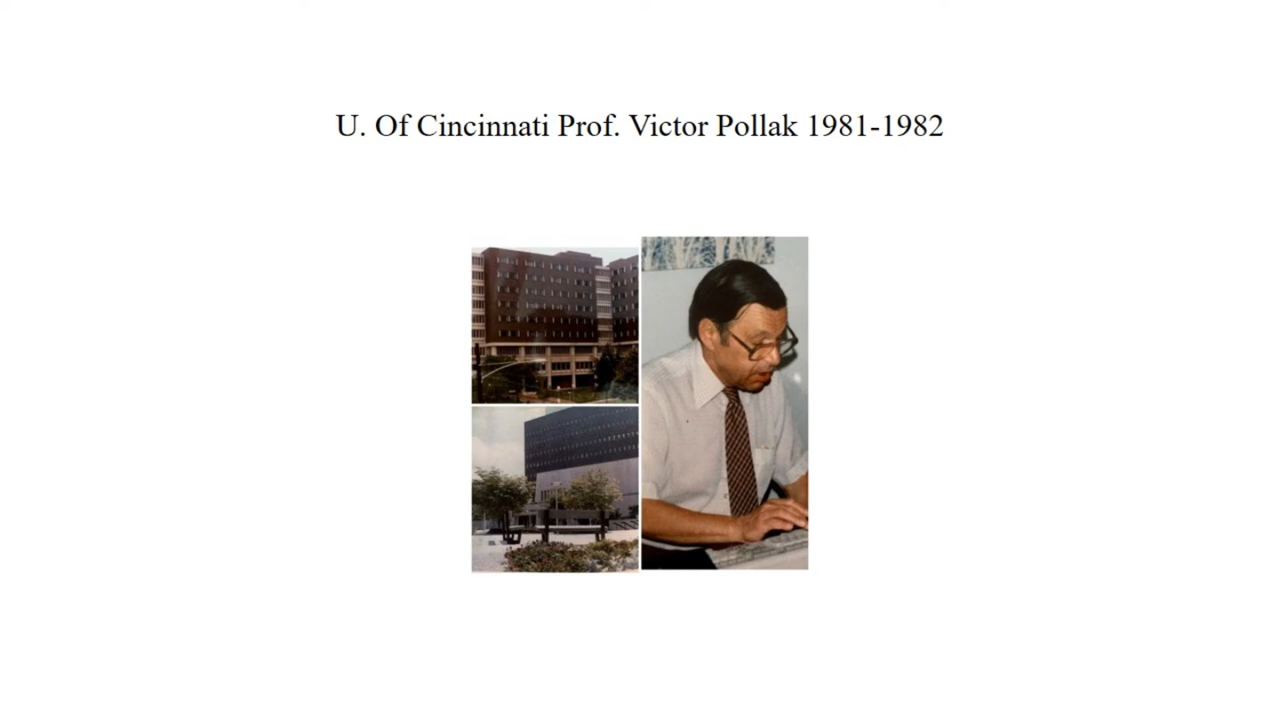 U. Of Cincinnati Prof. Victor Pollak 1981-1982